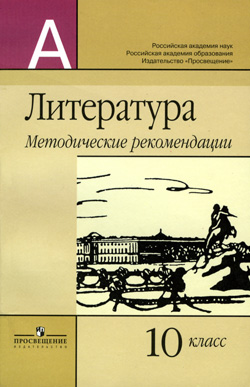 А
Российская академия наук
Российская академия образования
Издательство «Просвещение»
Литература
Методические рекомендации
10 класс
ПРОСВЕЩЕНИЕ
ИЗДАТЕЛЬСТВО